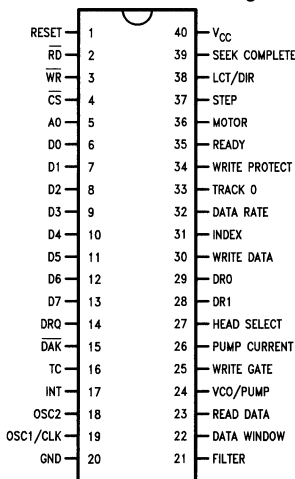 RESET 1 40 VCC
RD 2 39 SEEK COMPLETE
WR 3 38 LCT/DIR
CS 4 37 STEP
A0 5 36 MOTOR
D0 6 35 READY
D1 7 34 WRITE PROTECT
D2 8 33 TRACK 0
D3 9 32 DATA RATE
D4 10 31 INDEX
D5 11 30 WRITE DATA
D6 12 29 DR0
D7 13 28 DR1
DRQ 14 27 HEAD SELECT
DAK 15 26 PUMP CURRENT
TC 16 25 WRITE GATE
INT 17 24 VCO/PUMP
OSC2 18 23 READ DATA
OSC1/CLK 19 22 DATA WINDOW
GND 20 21 FILTER